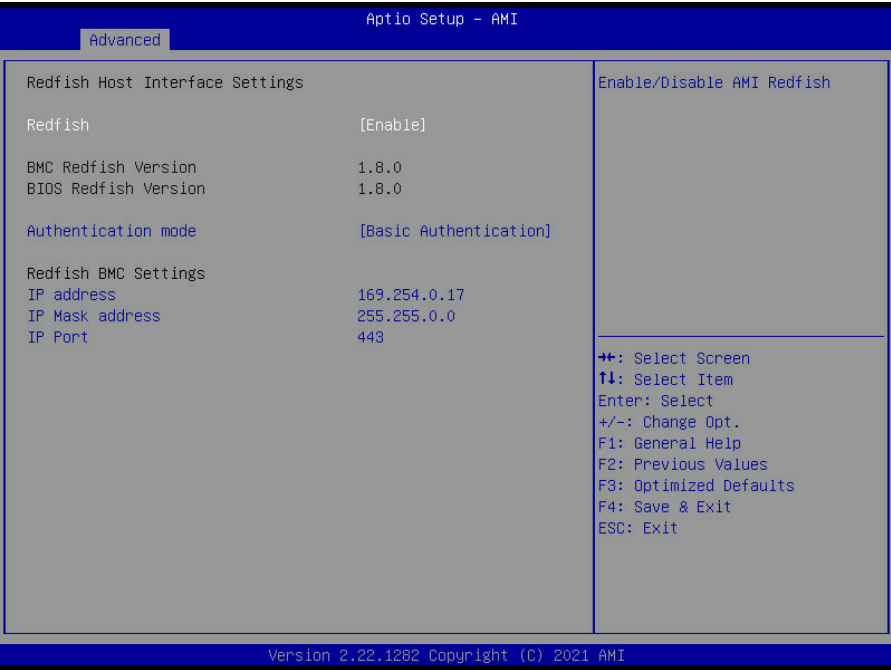 Aptio Setup – AMI
Advanced
Redfish Host Interface Settings
Redfish [Enable]
BMC Redfish Version 1.8.0
BIOS Redfish Version 1.8.0
Authentication mode [Basic Authentication]
Redfish BMC Settings
IP address 169.254.0.17
IP Mask address 255.255.0.0
IP Port 443
Enable/Disable AMI Redfish
→←: Select Screen
↑↓: Select Item
Enter: Select
+/-: Change Opt.
F1: General Help
F2: Previous Values
F3: Optimized Defaults
F4: Save & Exit
ESC: Exit
Version 2.22.1282 Copyright (C) 2021 AMI